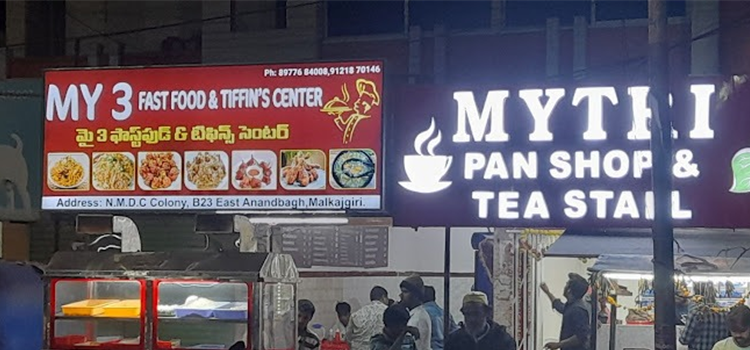 Ph: 89776 84008,91218 70146
MY 3 FAST FOOD & TIFFIN'S CENTER
మై 3 ఫాస్ట్‌ఫుడ్ & టిఫిన్స్ సెంటర్
Address: N.M.D.C Colony, B23 East Anandbagh,Malkajgiri.
MYTRI
PAN SHOP &
TEA STALL